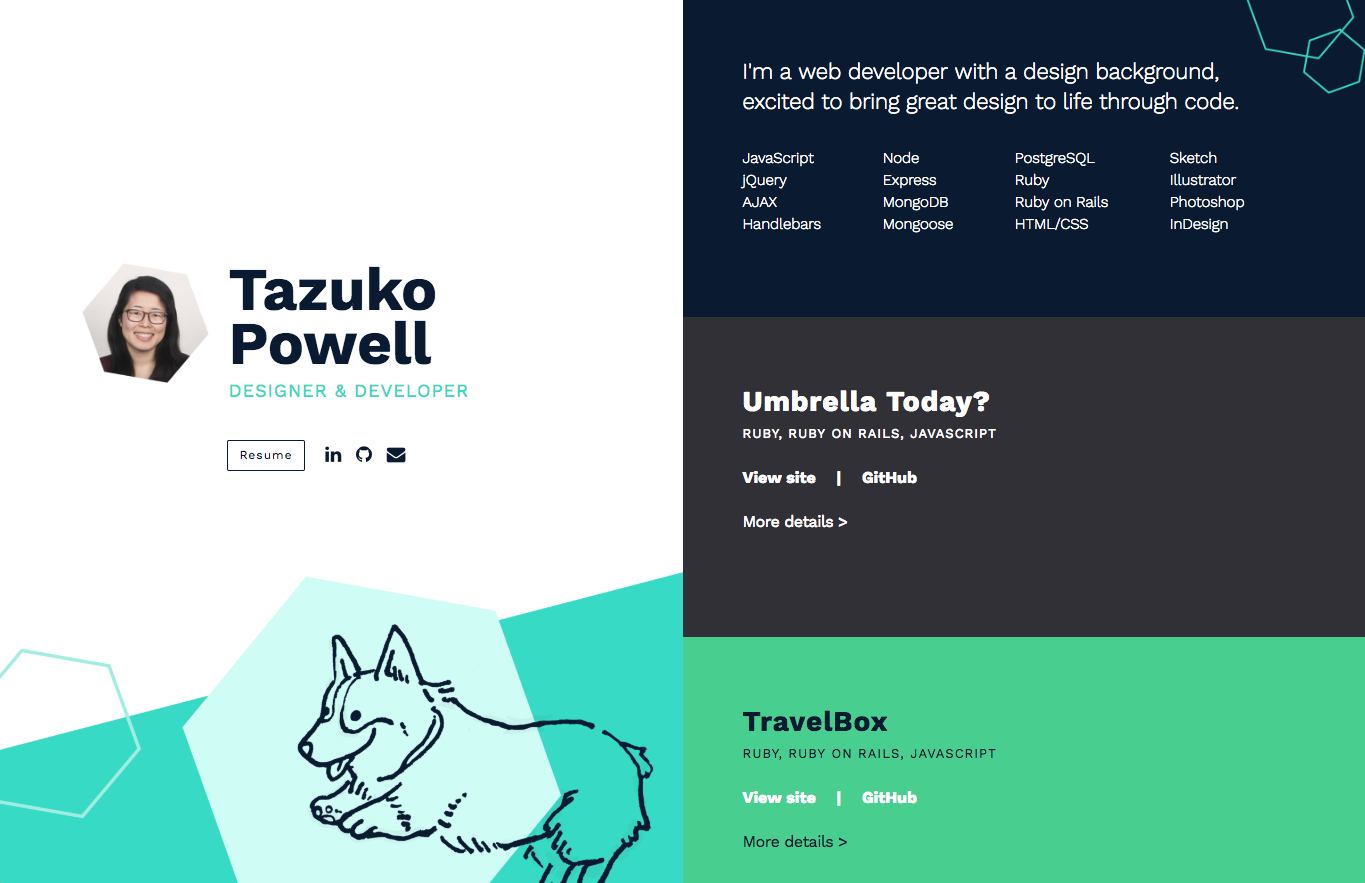 Tazuko
Powell
DESIGNER & DEVELOPER
Resume
I'm a web developer with a design background,
excited to bring great design to life through code.
JavaScript
jQuery
AJAX
Handlebars
Node
Express
MongoDB
Mongoose
PostgreSQL
Ruby
Ruby on Rails
HTML/CSS
Sketch
Illustrator
Photoshop
InDesign
Umbrella Today?
RUBY, RUBY ON RAILS, JAVASCRIPT
View site | GitHub
More details >
TravelBox
RUBY, RUBY ON RAILS, JAVASCRIPT
View site | GitHub
More details >